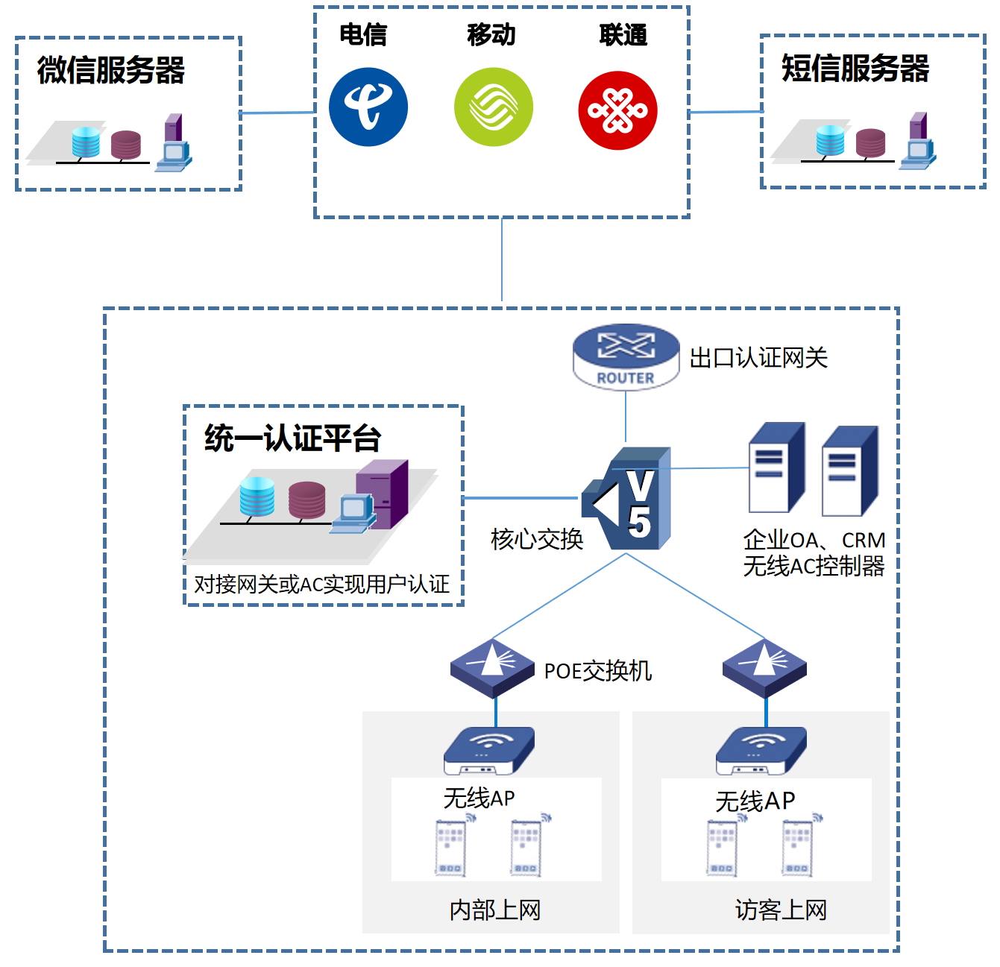 电信
移动
联通
微信服务器
短信服务器
ROUTER
出口认证网关
统一认证平台
对接网关或AC实现用户认证
V
5
核心交换
企业OA、CRM
无线AC控制器
POE交换机
无线AP
无线AP
内部上网
访客上网